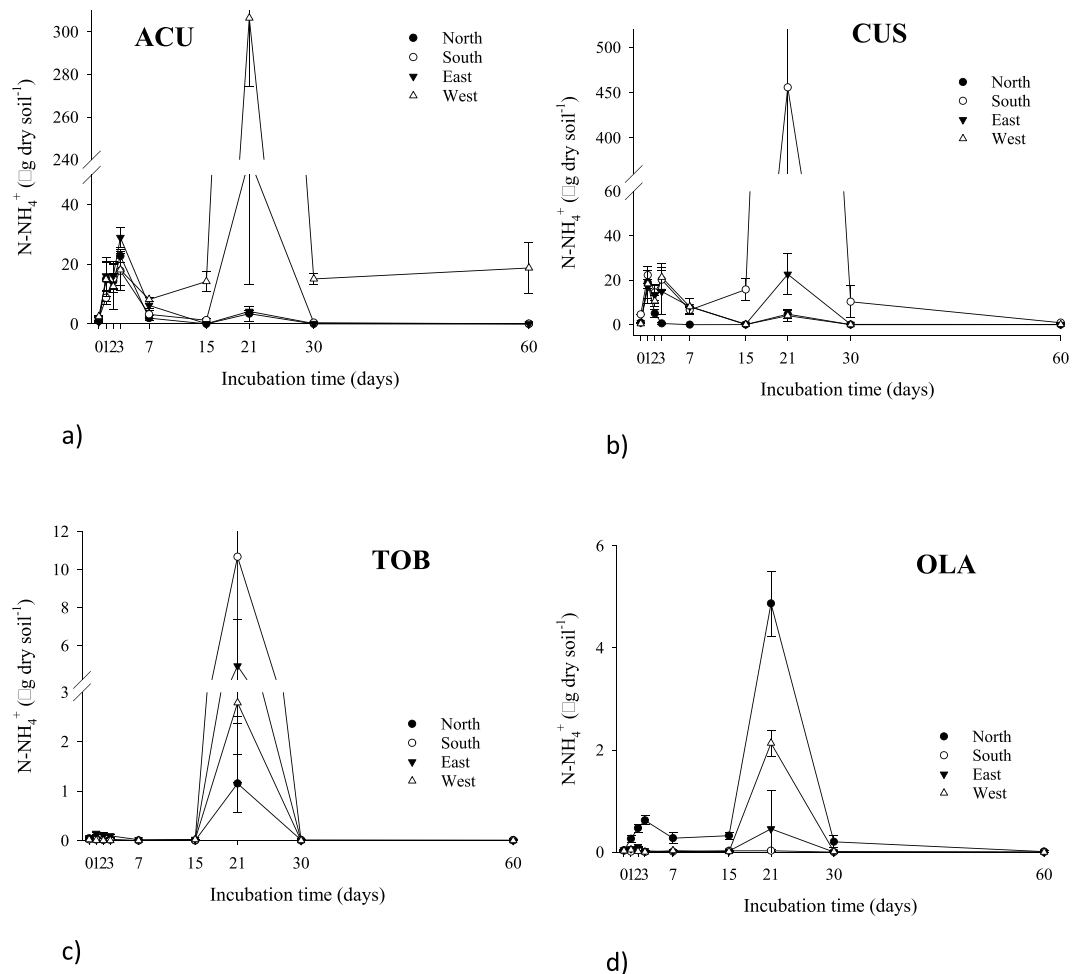 ACU
North
South
East
West
N-NH4+ (□g dry soil-1)
300
280
260
240
40
20
0
0123 7 15 21 30 60
Incubation time (days)
a)
CUS
North
South
East
West
N-NH4+ (□g dry soil-1)
500
450
400
60
40
20
0
0123 7 15 21 30 60
Incubation time (days)
b)
TOB
North
South
East
West
N-NH4+ (□g dry soil-1)
12
10
8
6
3
2
1
0
0123 7 15 21 30 60
Incubation time (days)
c)
OLA
North
South
East
West
N-NH4+ (□g dry soil-1)
6
4
2
0
0123 7 15 21 30 60
Incubation time (days)
d)